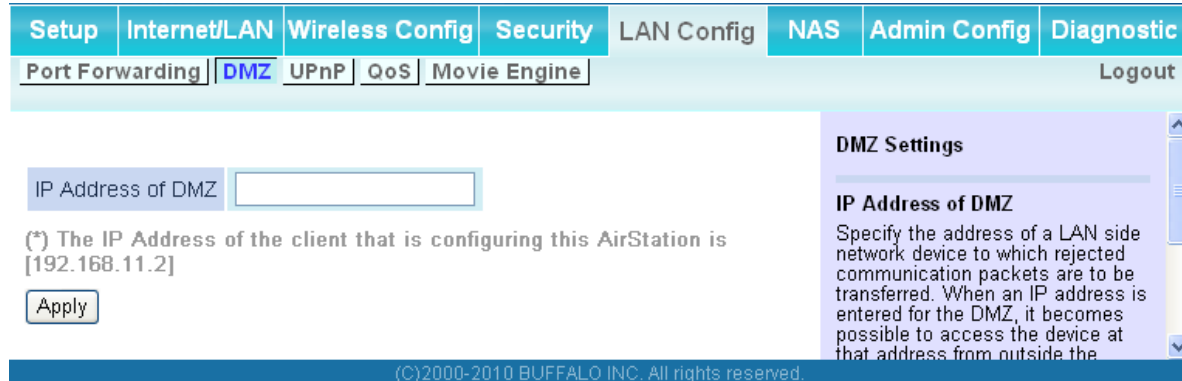 Setup Internet/LAN Wireless Config Security LAN Config NAS Admin Config Diagnostic
Port Forwarding DMZ UPnP QoS Movie Engine Logout
IP Address of DMZ
(*) The IP Address of the client that is configuring this AirStation is
[192.168.11.2]
Apply
DMZ Settings
IP Address of DMZ
Specify the address of a LAN side
network device to which rejected
communication packets are to be
transferred. When an IP address is
entered for the DMZ, it becomes
possible to access the device at
that address from outside the
(C)2000-2010 BUFFALO INC. All rights reserved.